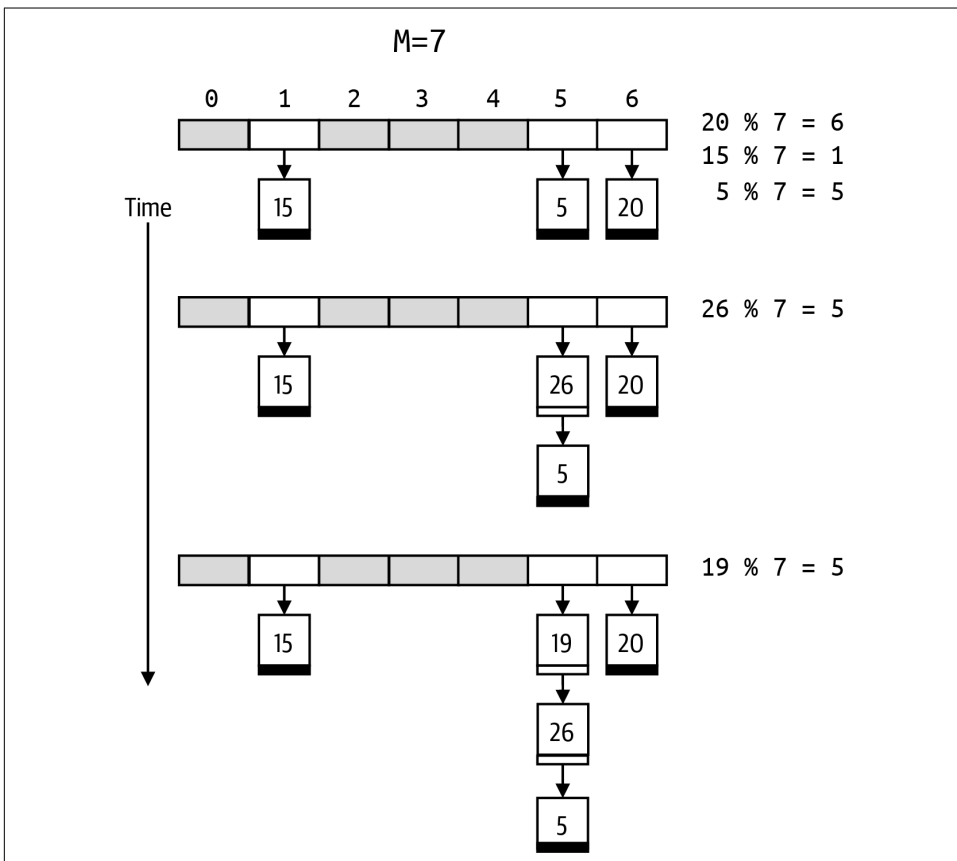 M=7
0 1 2 3 4 5 6
20 % 7 = 6
15 % 7 = 1
5 % 7 = 5
Time
15 5 20
26 % 7 = 5
15 26 20
5
19 % 7 = 5
15 19 20
26
5